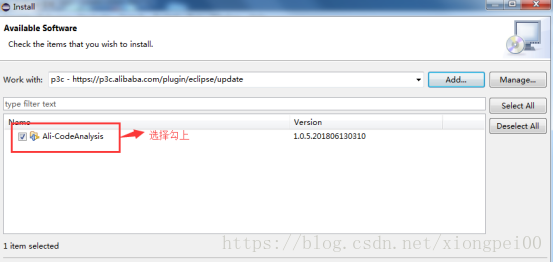 Install
Available Software
Check the items that you wish to install.
Work with: p3c - https://p3c.alibaba.com/plugin/eclipse/update Add... Manage...
type filter text Select All
Name Version Deselect All
Ali-CodeAnalysis 选择勾上 1.0.5.201806130310
https://blog.csdn.net/xiongpei00
1 item selected